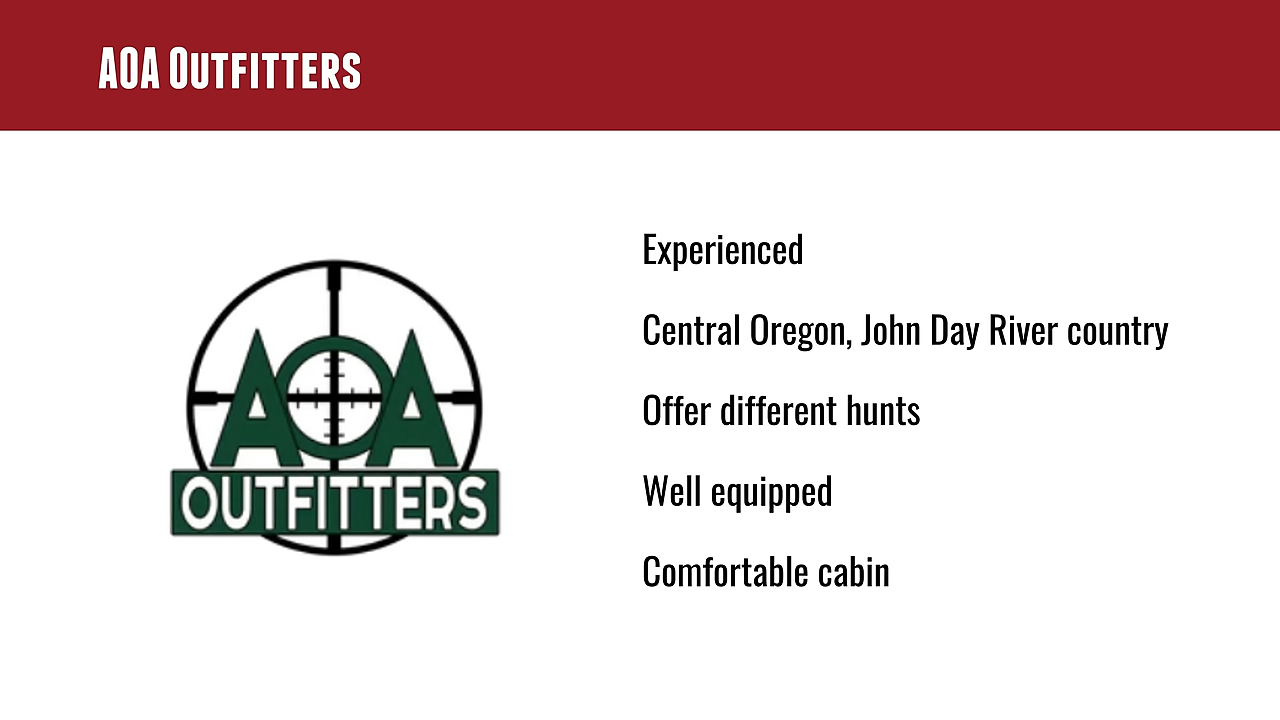 AOA Outfitters
AOA
OUTFITTERS
Experienced
Central Oregon, John Day River country
Offer different hunts
Well equipped
Comfortable cabin